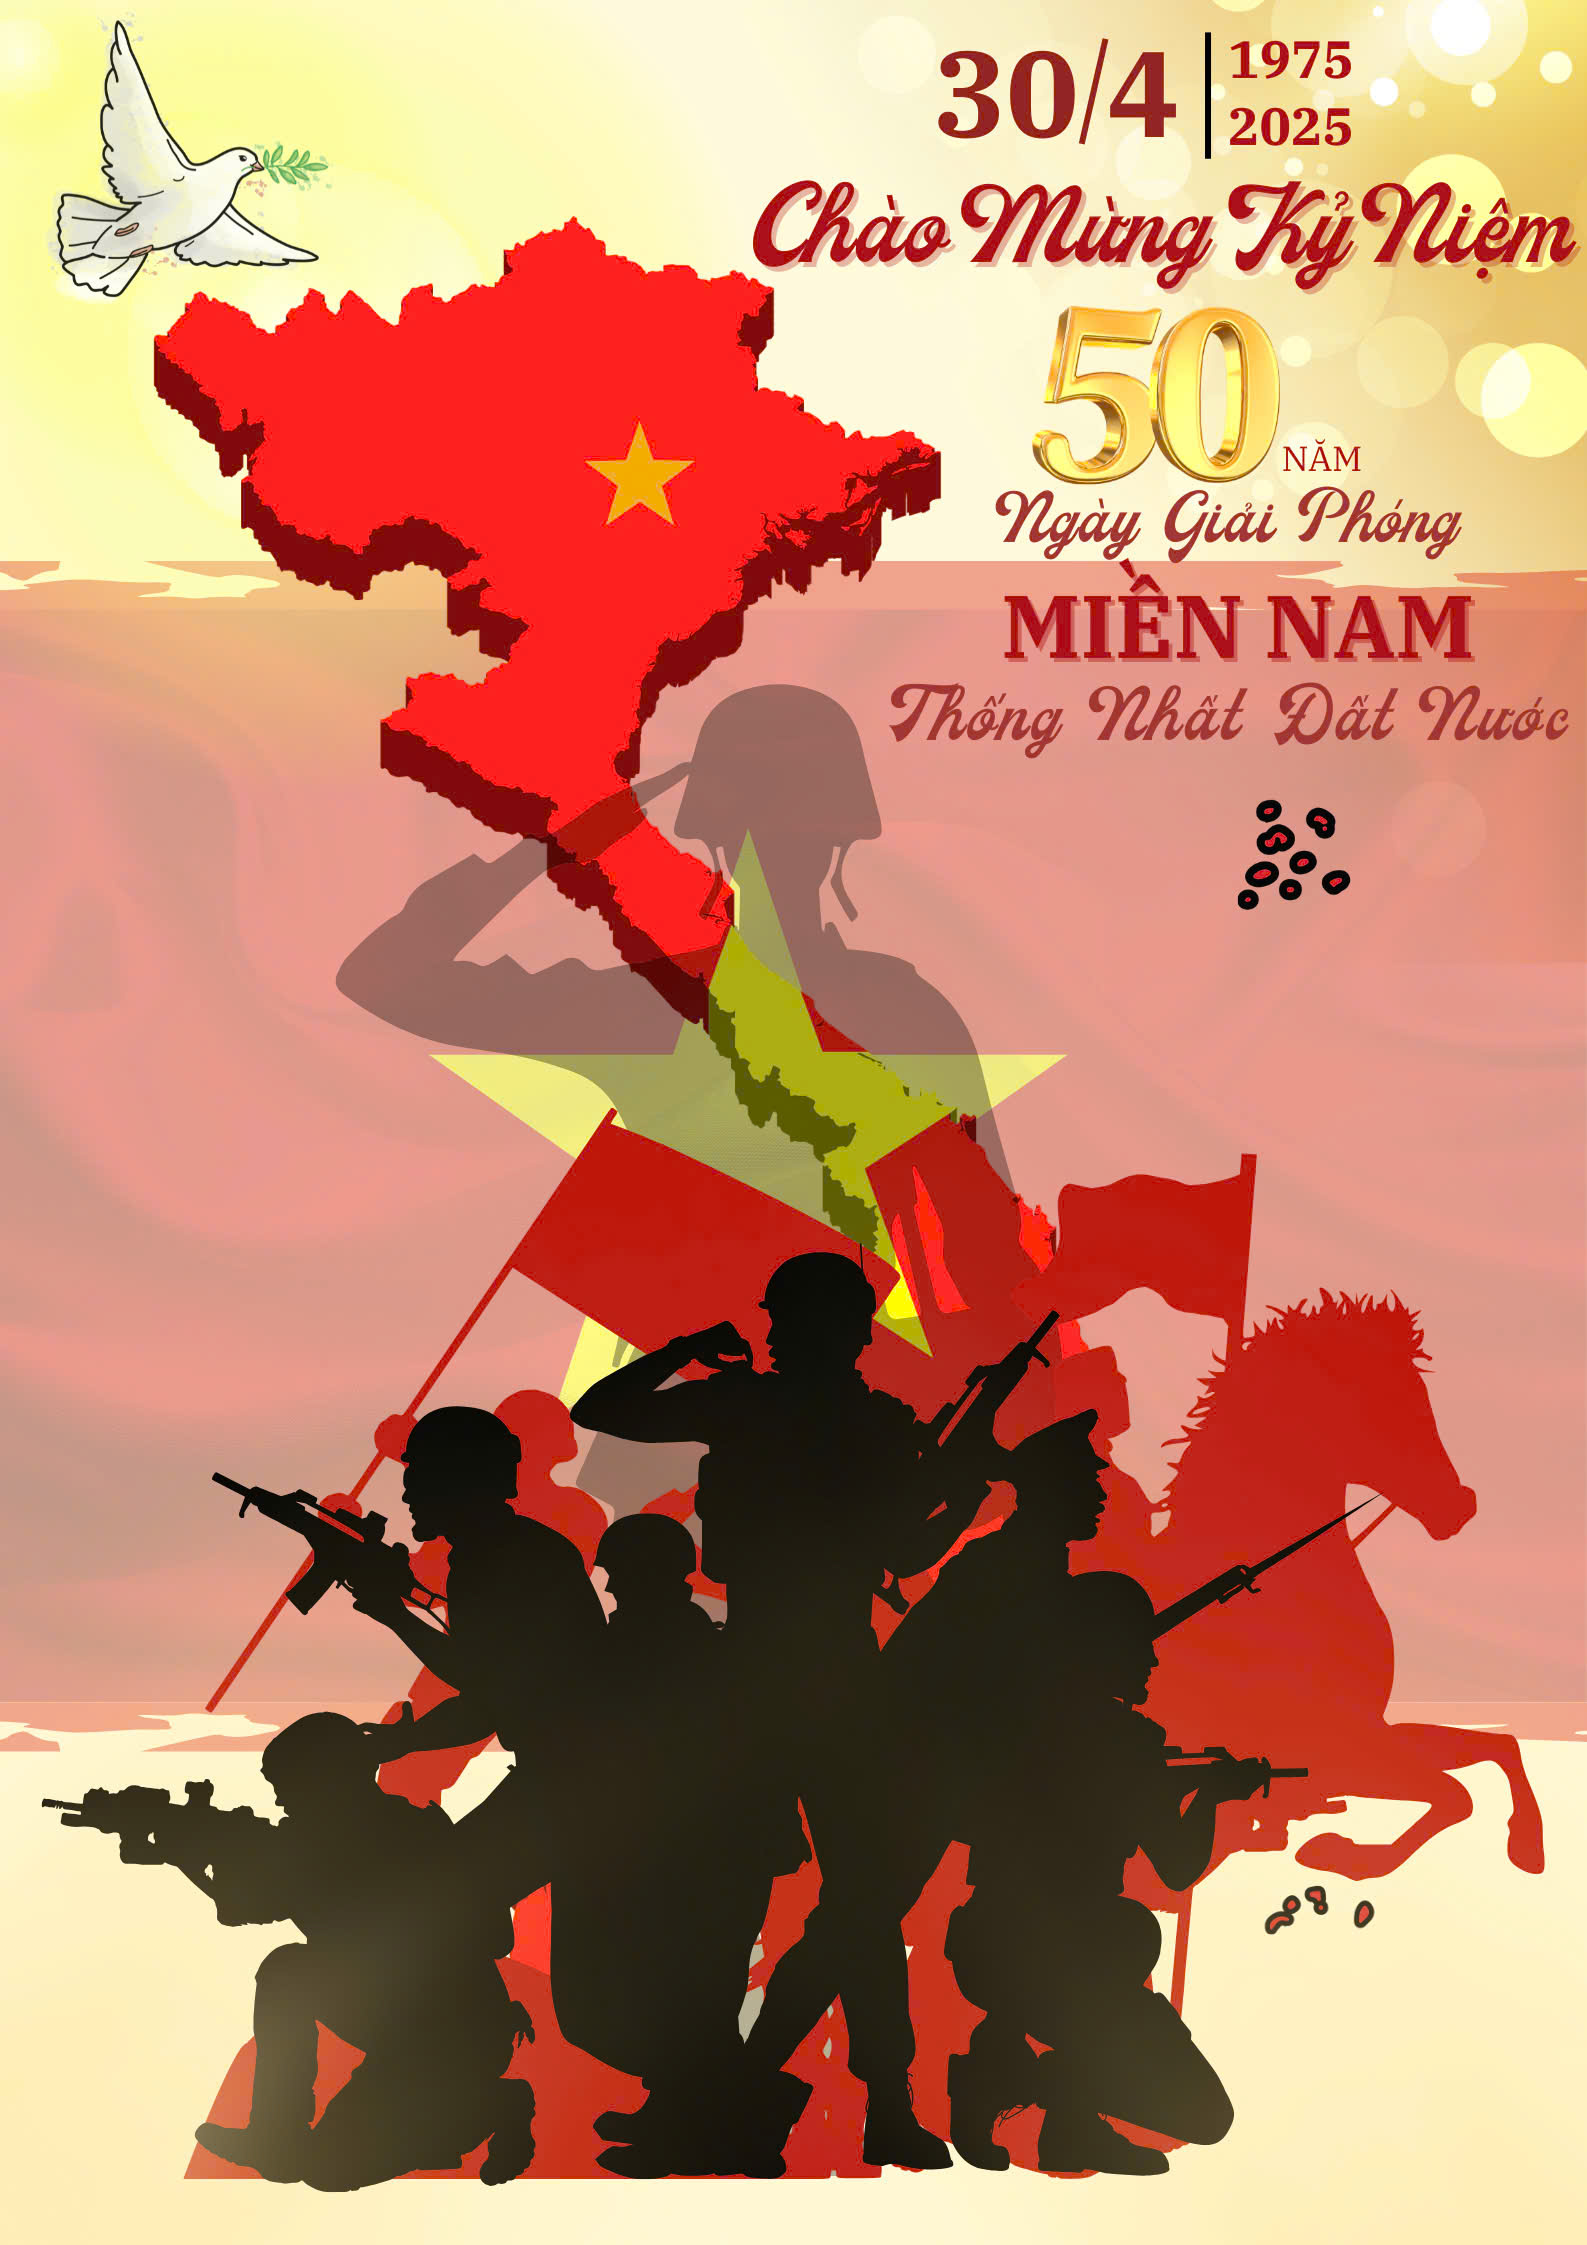 30/4
1975
2025
Chào Mừng Kỷ Niệm
50 NĂM
Ngày Giải Phóng
MIỀN NAM
Thống Nhất Đất Nước